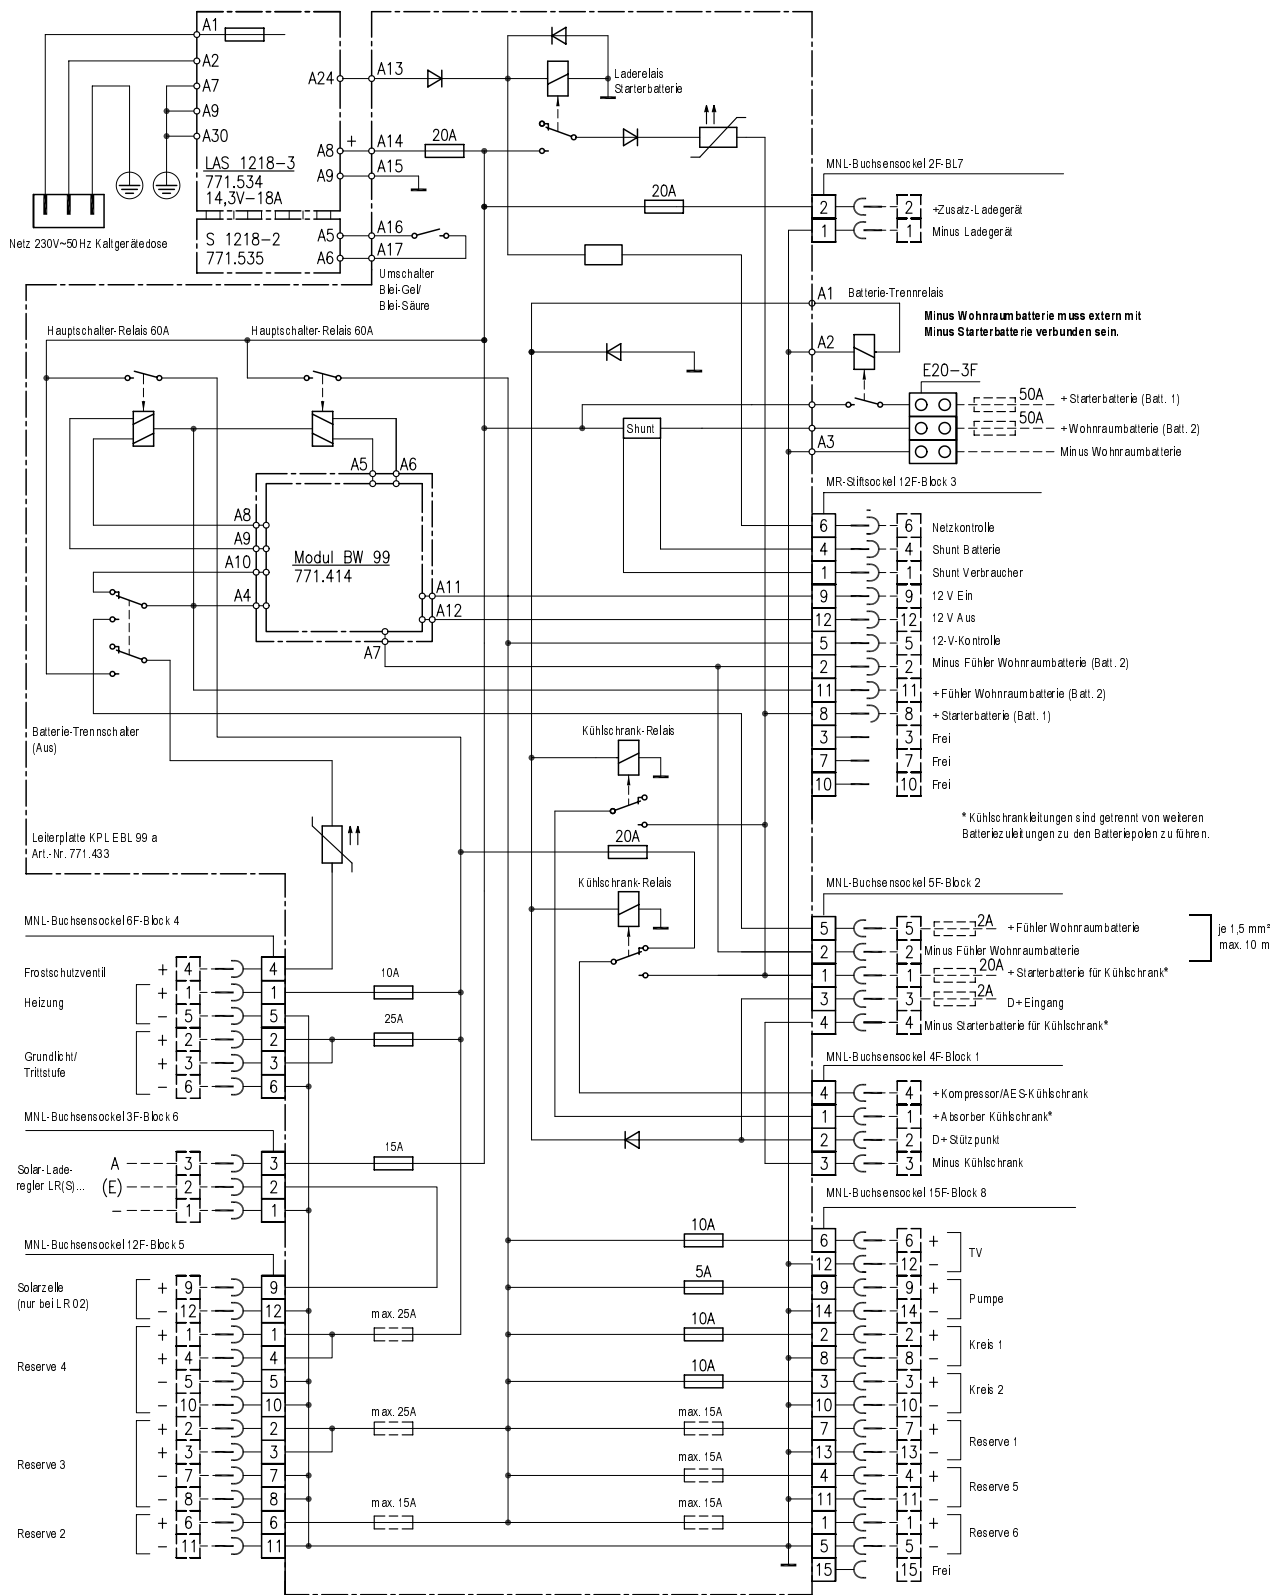 A1
A2
A7
A9
A30
A24
A13
LAS 1218-3
771.534
14,3V-18A
A8
+
A14
20A
A9
A15
S 1218-2
771.535
A5
A16
A6
A17
Netz 230V~50 Hz Kaltgerätedose
Umschalter
Blei-Gel/
Blei-Säure
Laderelais
Starterbatterie
20A
MNL-Buchsensockel 2F-BL7
2 2 +Zusatz-Ladegerät
1 1 Minus Ladegerät
A1
Batterie-Trennrelais
A2
Minus Wohnraumbatterie muss extern mit
Minus Starterbatterie verbunden sein.
E20-3F
50A + Starterbatterie (Batt. 1)
50A +Wohnraumbatterie (Batt. 2)
A3
Minus Wohnraumbatterie
Hauptschalter-Relais 60A
Hauptschalter-Relais 60A
Shunt
A5
A6
A8
A9
A10
A4
Modul BW 99
771.414
A11
A12
A7
MR-Stiftsockel 12F-Block 3
6 6 Netzkontrolle
4 4 Shunt Batterie
1 1 Shunt Verbraucher
9 9 12 V Ein
12 12 12 V Aus
5 5 12-V-Kontrolle
2 2 Minus Fühler Wohnraumbatterie (Batt. 2)
11 11 + Fühler Wohnraumbatterie (Batt. 2)
8 8 +Starterbatterie (Batt. 1)
3 3 Frei
7 7 Frei
10 10 Frei
Batterie-Trennschalter
(Aus)
Kühlschrank-Relais
20A
Kühlschrank-Relais
* Kühlschrankleitungen sind getrennt von weiteren
Batteriezuleitungen zu den Batteriepolen zu führen.
Leiterplatte KPL EBL 99 a
Art.-Nr. 771.433
MNL-Buchsensockel 5F-Block 2
5 5 2A + Fühler Wohnraumbatterie
2 2 Minus Fühler Wohnraumbatterie
1 1 20A + Starterbatterie für Kühlschrank*
3 3 2A D+ Eingang
4 4 Minus Starterbatterie für Kühlschrank*
je 1,5 mm²
max. 10 m
MNL-Buchsensockel 4F-Block 1
4 4 +Kompressor/AES-Kühlschrank
1 1 +Absorber Kühlschrank*
2 2 D+ Stützpunkt
3 3 Minus Kühlschrank
MNL-Buchsensockel 6F-Block 4
Frostschutzventil + 4 4
Heizung + 1 1 10A
− 5 5
25A
Grundlicht/
Trittstufe
+ 2 2
+ 3 3
− 6 6
MNL-Buchsensockel 3F-Block 6
Solar-Lade-
regler LR(S)...
A 3 3 15A
(E) 2 2
− 1 1
MNL-Buchsensockel 12F-Block 5
Solarzelle
(nur bei LR 02)
+ 9 9
− 12 12
Reserve 4
+ 1 1 max. 25A
+ 4 4
− 5 5
− 10 10
Reserve 3
+ 2 2 max. 25A
+ 3 3
− 7 7
− 8 8
Reserve 2
+ 6 6 max. 15A
− 11 11
MNL-Buchsensockel 15F-Block 8
10A 6 6 + TV
12 12 −
5A 9 9 + Pumpe
14 14 −
10A 2 2 + Kreis 1
8 8 −
10A 3 3 + Kreis 2
10 10 −
max. 15A 7 7 + Reserve 1
13 13 −
max. 15A 4 4 + Reserve 5
11 11 −
max. 15A 1 1 + Reserve 6
5 5 −
15 15 Frei